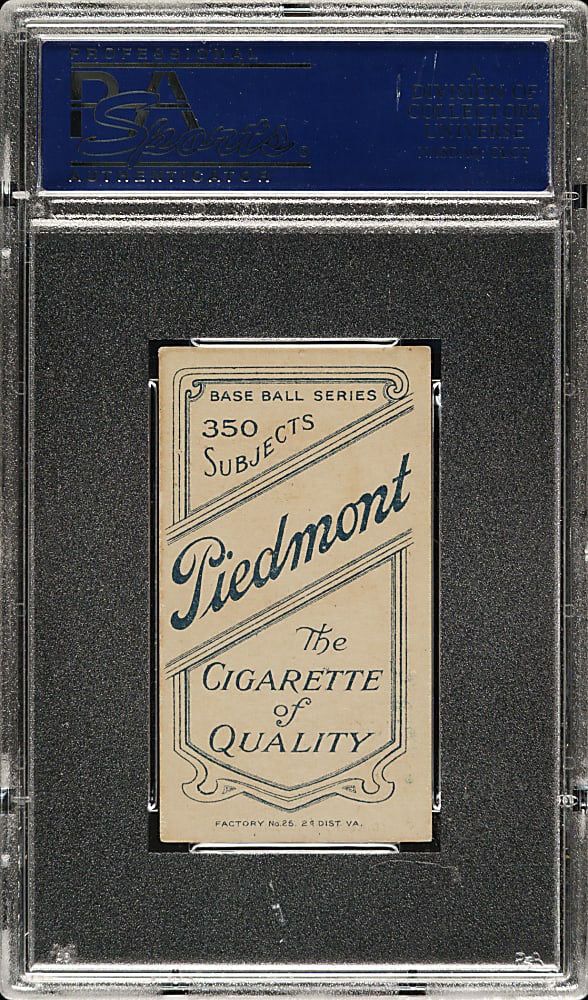 PROFESSIONAL
PSA
Sports
AUTHENTICATOR
A
DIVISION OF
COLLECTORS
UNIVERSE
BASE BALL SERIES
350
SUBJECTS
Piedmont
The
CIGARETTE
of
QUALITY
FACTORY No. 25. 2d DIST. VA.
PSA